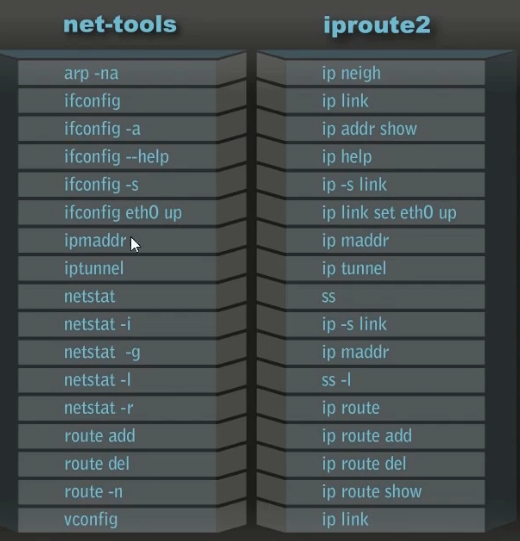 net-tools iproute2
arp -na ip neigh
ifconfig ip link
ifconfig -a ip addr show
ifconfig --help ip help
ifconfig -s ip -s link
ifconfig eth0 up ip link set eth0 up
ipmaddr ip maddr
iptunnel ip tunnel
netstat ss
netstat -i ip -s link
netstat -g ip maddr
netstat -l ss -l
netstat -r ip route
route add ip route add
route del ip route del
route -n ip route show
vconfig ip link